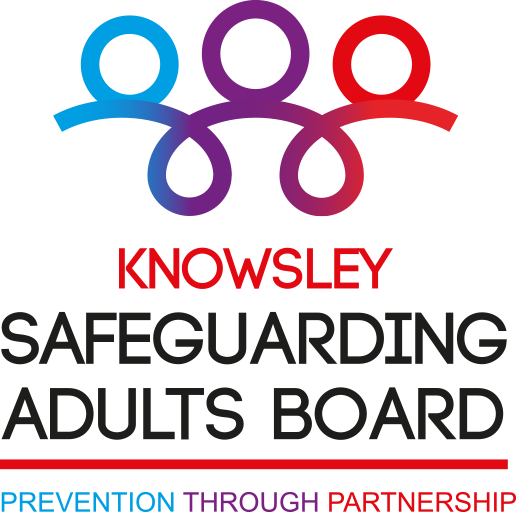 KNOWSLEY
SAFEGUARDING
ADULTS BOARD
PREVENTION THROUGH PARTNERSHIP